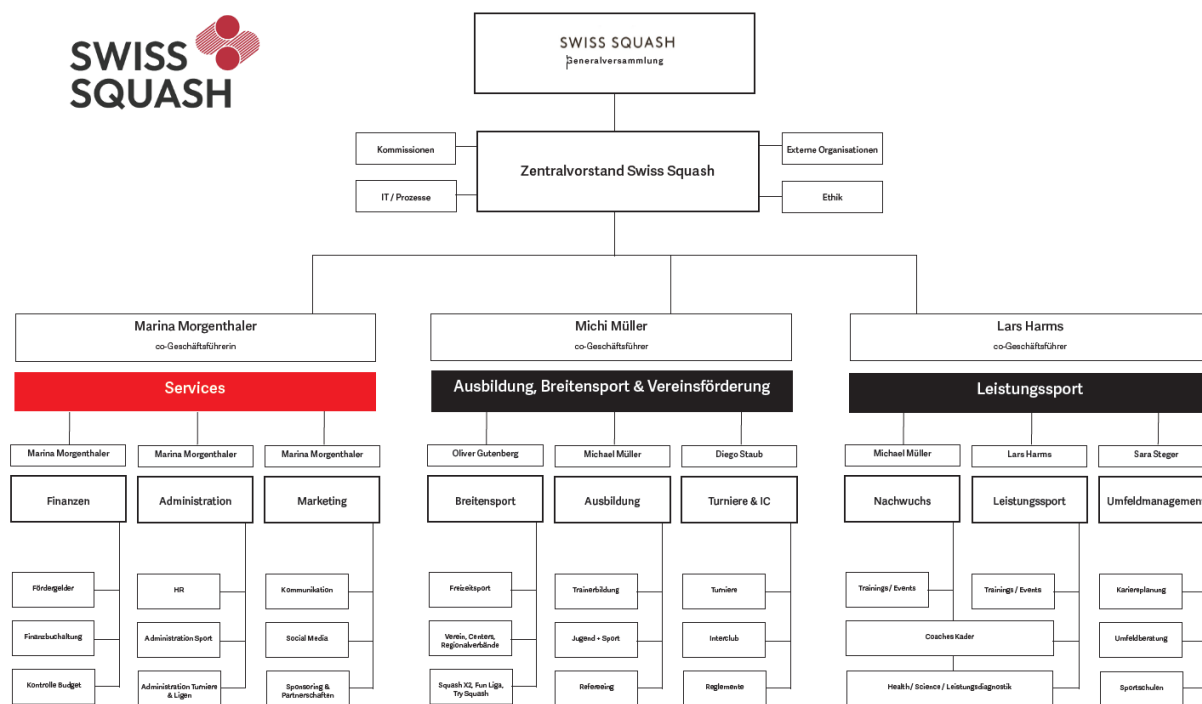 SWISS
SQUASH
SWISS SQUASH
Generalversammlung
Kommissionen
Externe Organisationen
Zentralvorstand Swiss Squash
IT / Prozesse
Ethik
Marina Morgenthaler
co-Geschäftsführerin
Michi Müller
co-Geschäftsführer
Lars Harms
co-Geschäftsführer
Services
Ausbildung, Breitensport & Vereinsförderung
Leistungssport
Marina Morgenthaler
Marina Morgenthaler
Marina Morgenthaler
Oliver Gutenberg
Michael Müller
Diego Staub
Michael Müller
Lars Harms
Sara Steger
Finanzen
Administration
Marketing
Breitensport
Ausbildung
Turniere & IC
Nachwuchs
Leistungssport
Umfeldmanagement
Fördergelder
HR
Kommunikation
Freizeitsport
Trainerbildung
Turniere
Trainings / Events
Trainings / Events
Kariersplanung
Finanzbuchaltung
Administration Sport
Social Media
Verein, Centers,
Regionalverbände
Jugend + Sport
Interclub
Coaches Kader
Umfeldberatung
Kontrolle Budget
Administration Turniere
& Ligen
Sponsoring &
Partnerschaften
Squash X2, Fun Liga,
Try Squash
Refereeing
Reglemente
Health / Science / Leistungsdiagnostik
Sportschulen